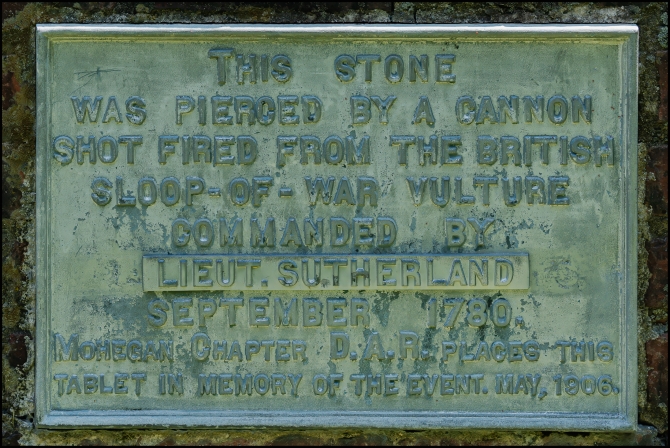 THIS STONE
WAS PIERCED BY A CANNON
SHOT FIRED FROM THE BRITISH
SLOOP-OF-WAR VULTURE
COMMANDED BY
LIEUT. SUTHERLAND
SEPTEMBER 1780.
MOHEGAN CHAPTER D.A.R. PLACES THIS
TABLET IN MEMORY OF THE EVENT. MAY, 1906.